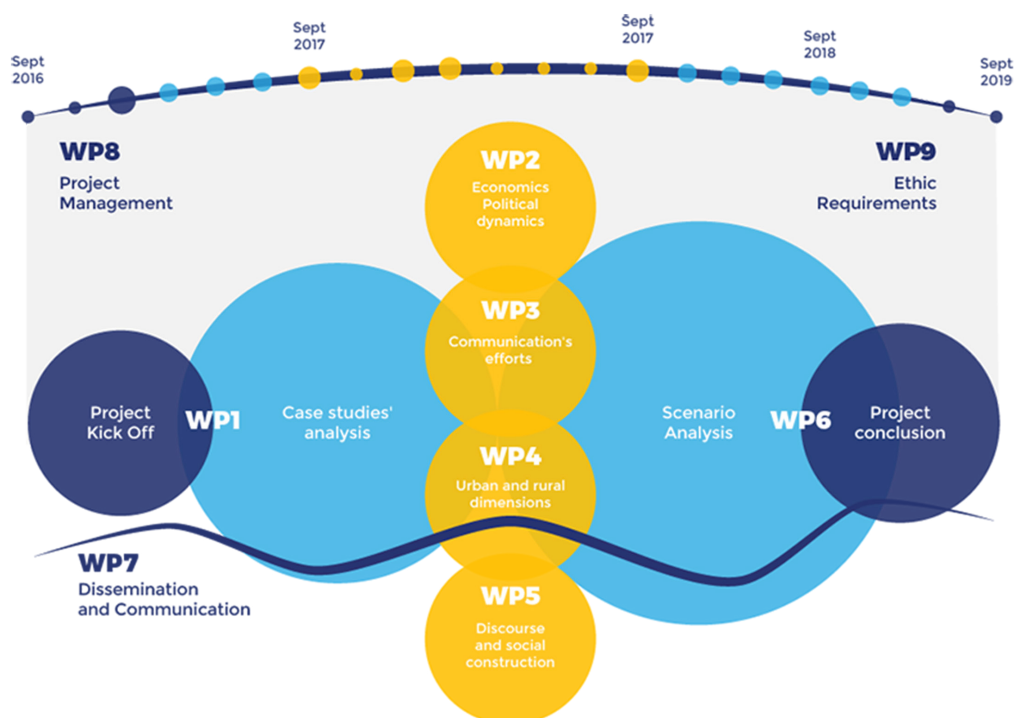 Sept
2016
Sept
2017
Sept
2017
Sept
2018
Sept
2019
WP8
Project
Management
WP9
Ethic
Requirements
WP2
Economics
Political
dynamics
WP3
Communication's
efforts
Project
Kick Off
WP1
Case studies'
analysis
Scenario
Analysis
WP6
Project
conclusion
WP4
Urban and rural
dimensions
WP7
Dissemination
and Communication
WP5
Discourse
and social
construction